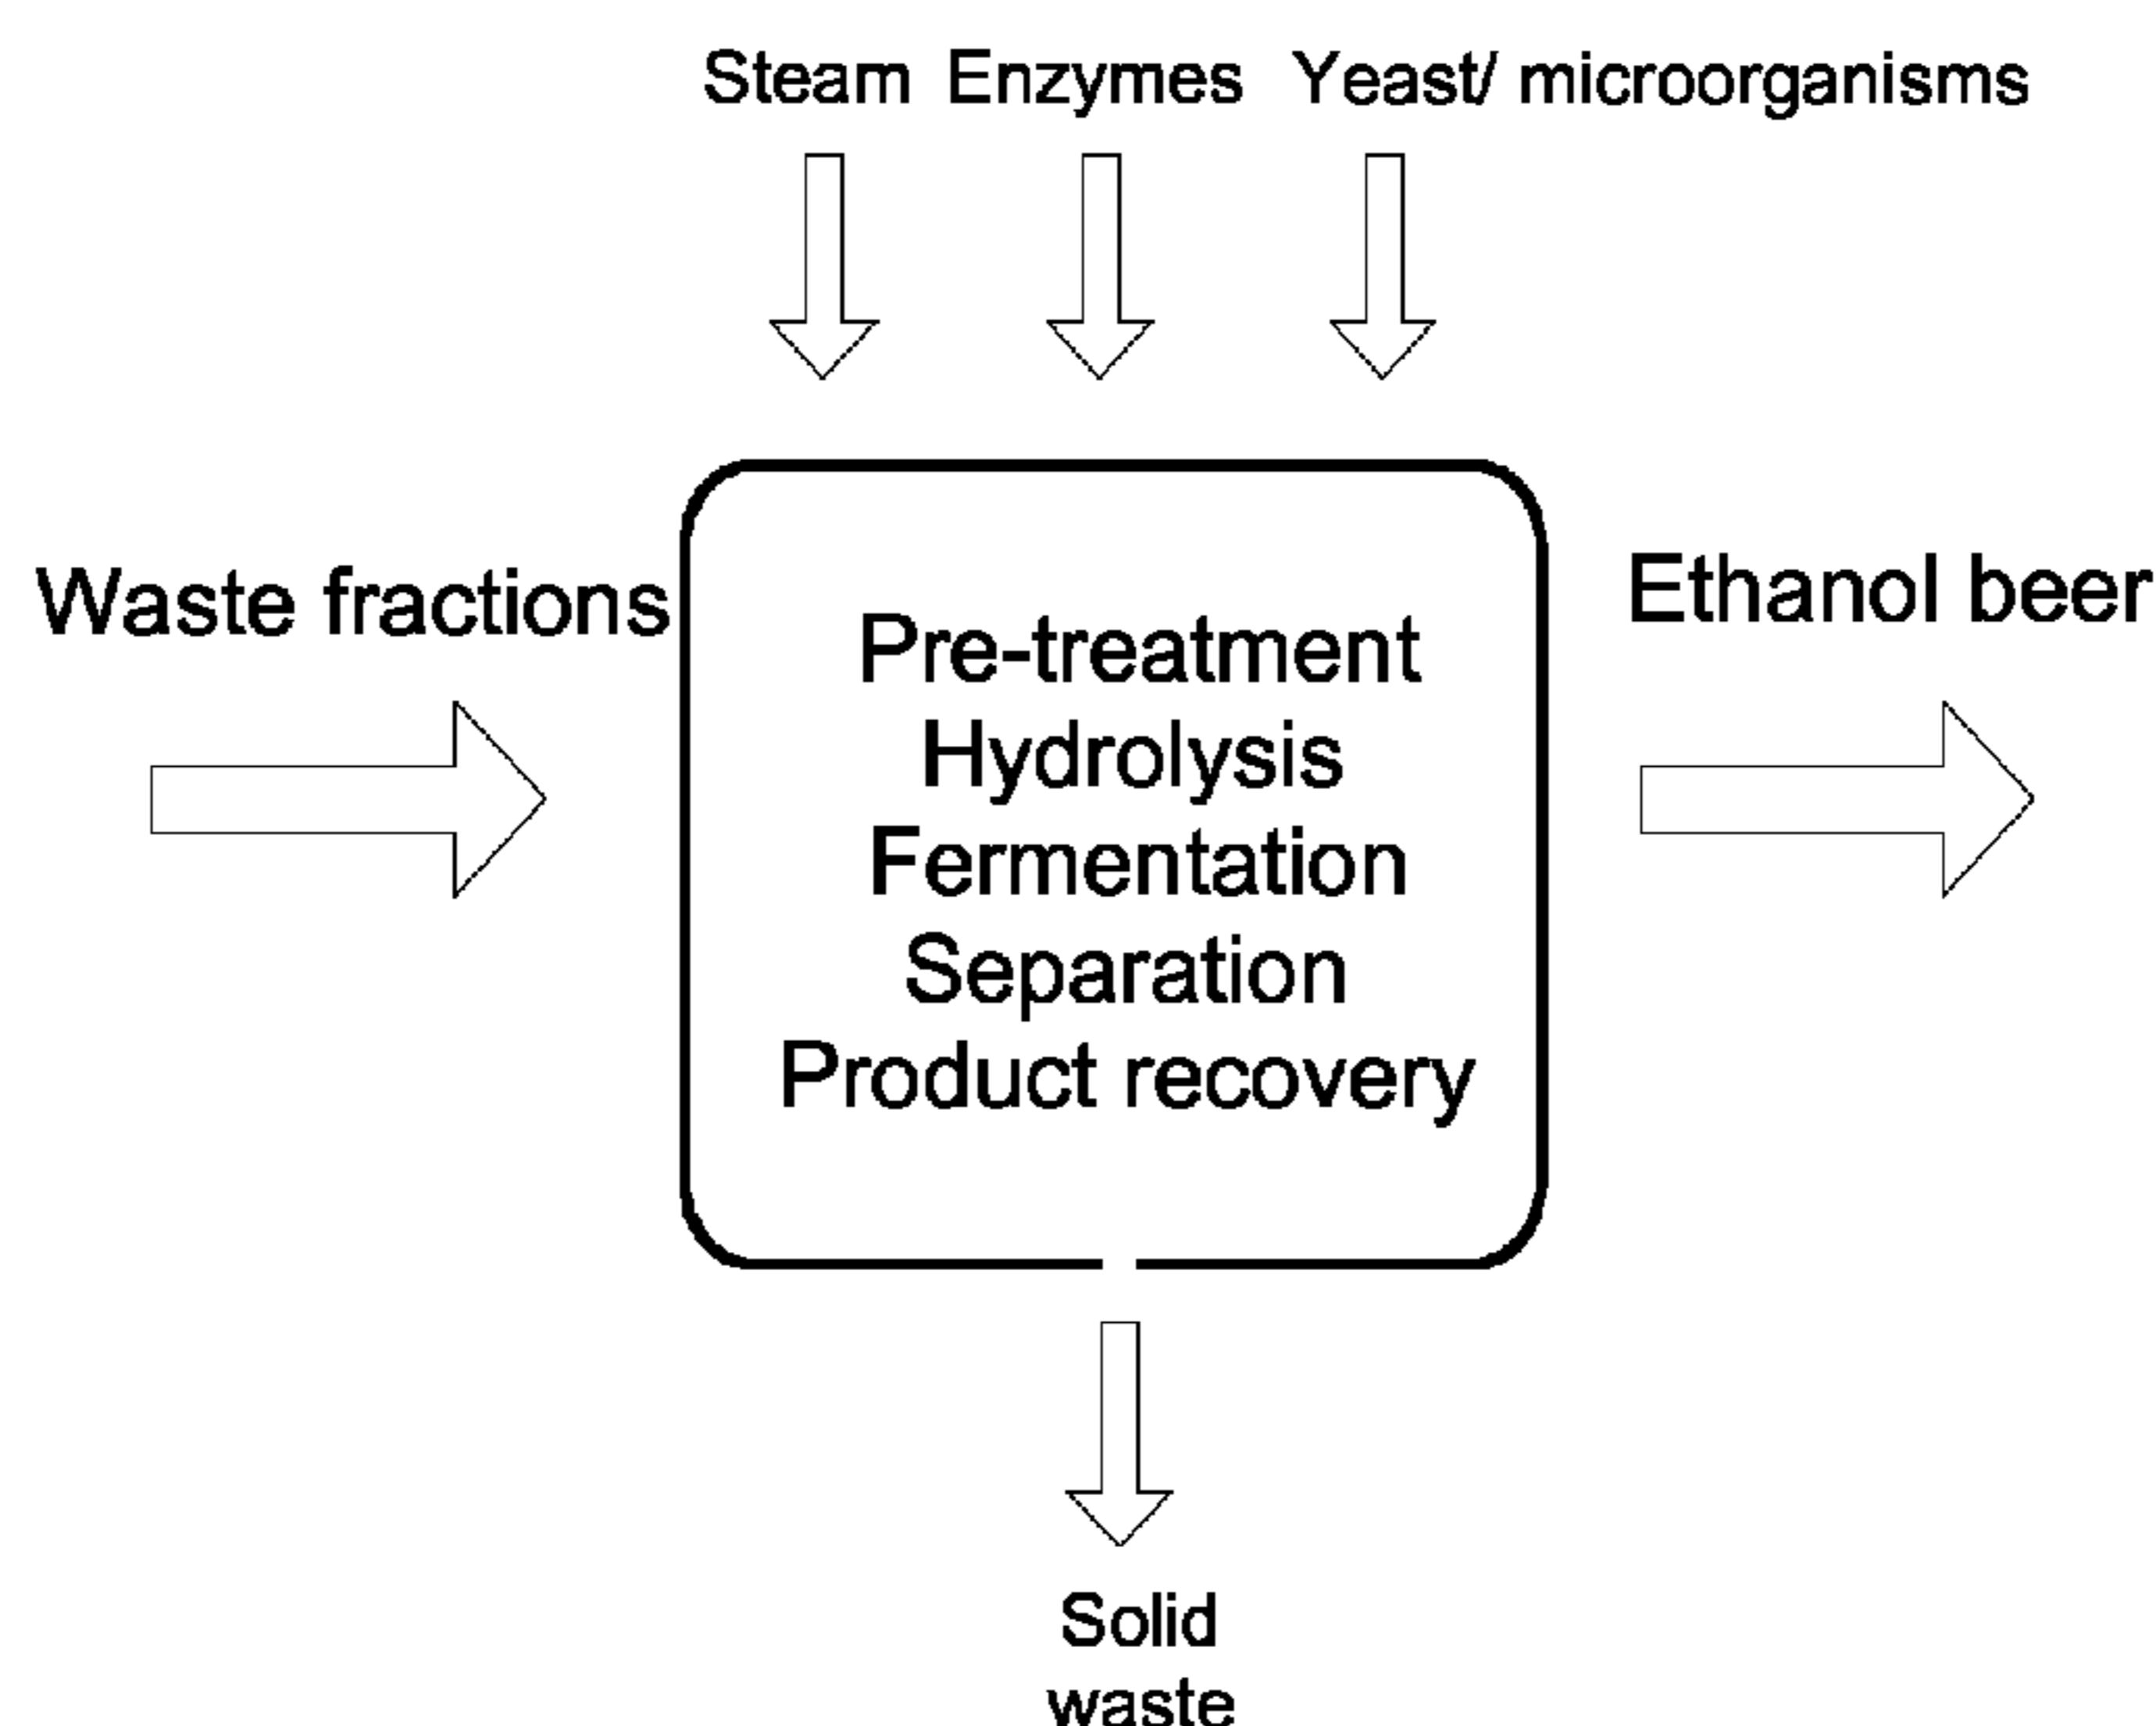 Steam Enzymes Yeast/ microorganisms
Waste fractions
Ethanol beer
Pre-treatment
Hydrolysis
Fermentation
Separation
Product recovery
Solid
waste